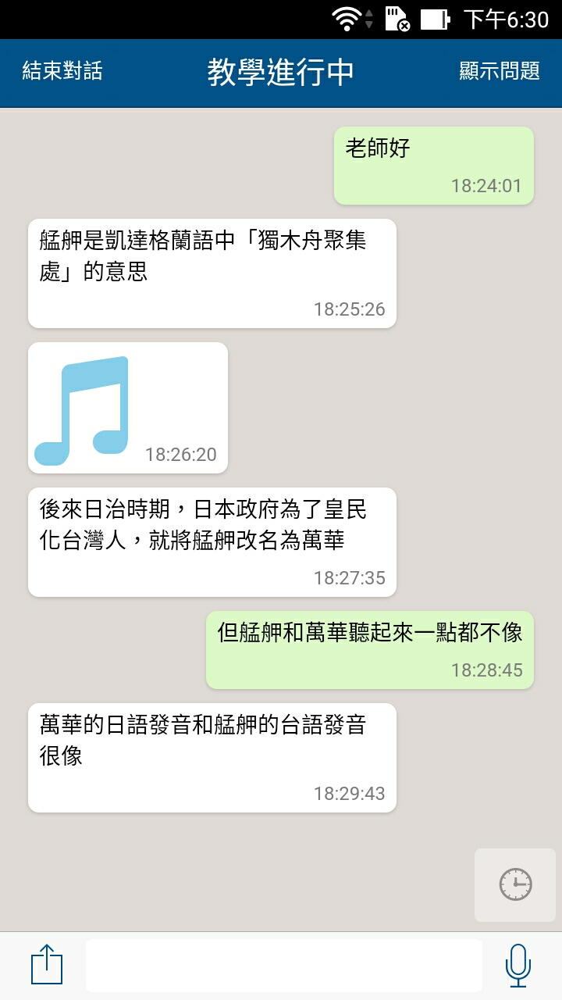 下午6:30
結束對話
教學進行中
顯示問題
老師好
18:24:01
艋舺是凱達格蘭語中「獨木舟聚集
處」的意思
18:25:26
18:26:20
後來日治時期，日本政府為了皇民
化台灣人，就將艋舺改名為萬華
18:27:35
但艋舺和萬華聽起來一點都不像
18:28:45
萬華的日語發音和艋舺的台語發音
很像
18:29:43